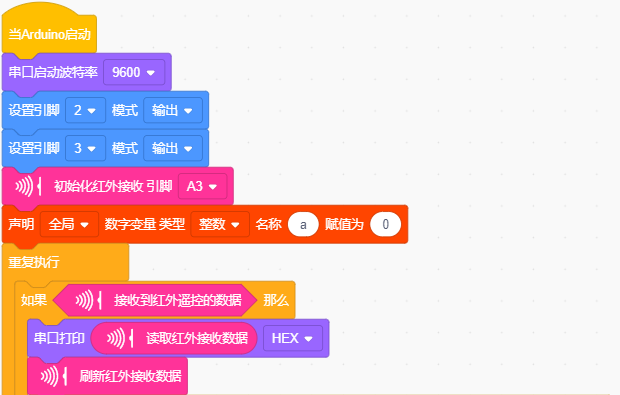 当Arduino启动
串口启动波特率 9600
设置引脚 2 模式 输出
设置引脚 3 模式 输出
初始化红外接收 引脚 A3
声明 全局 数字变量 类型 整数 名称 a 赋值为 0
重复执行
如果 接收到红外遥控的数据 那么
串口打印 读取红外接收数据 HEX
刷新红外接收数据